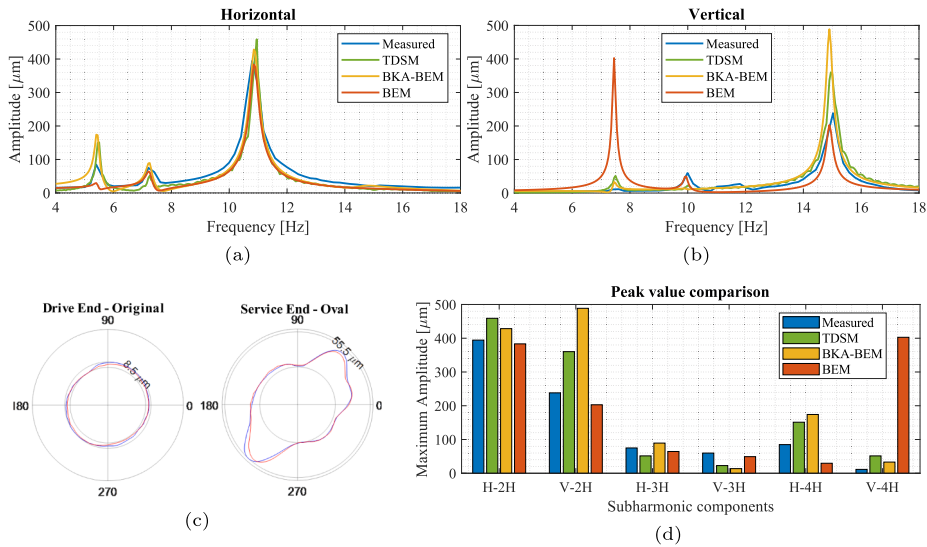 Horizontal
Amplitude [μm]
500
400
300
200
100
0
Measured
TDSM
BKA-BEM
BEM
4 6 8 10 12 14 16 18
Frequency [Hz]
(a)
Vertical
Amplitude [μm]
500
400
300
200
100
0
Measured
TDSM
BKA-BEM
BEM
4 6 8 10 12 14 16 18
Frequency [Hz]
(b)
Drive End - Original
90
8.5 μm
180
0
270
Service End - Oval
90
55.5 μm
180
0
270
(c)
Peak value comparison
Maximum Amplitude [μm]
500
400
300
200
100
0
Measured
TDSM
BKA-BEM
BEM
H-2H V-2H H-3H V-3H H-4H V-4H
Subharmonic components
(d)